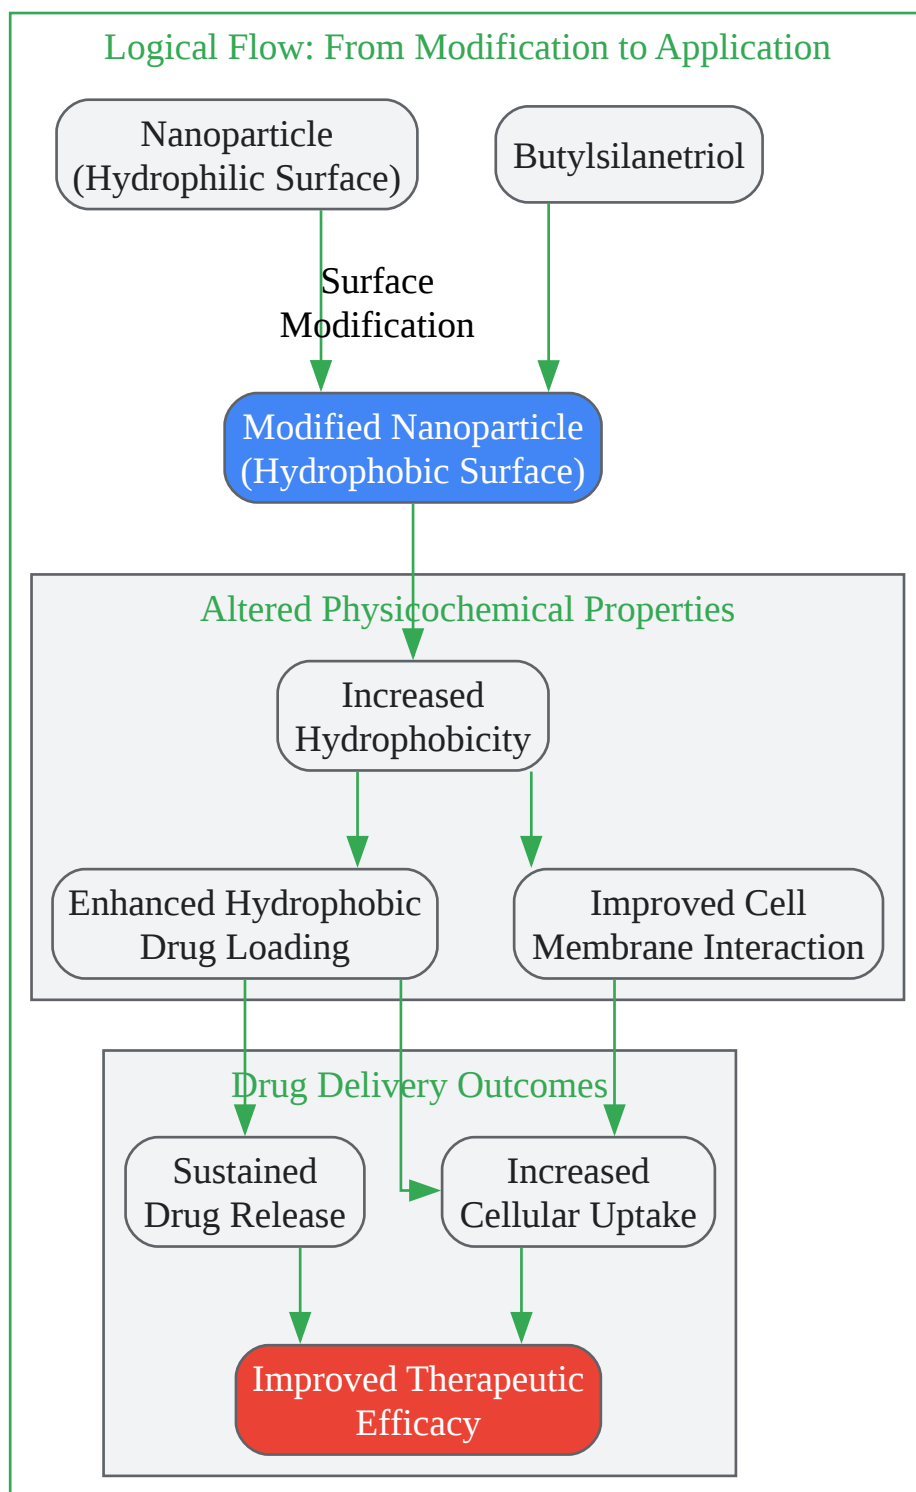 Logical Flow: From Modification to Application
Nanoparticle
(Hydrophilic Surface)
Butylsilanetriol
Surface
Modification
Modified Nanoparticle
(Hydrophobic Surface)
Altered Physicochemical Properties
Increased
Hydrophobicity
Enhanced Hydrophobic
Drug Loading
Improved Cell
Membrane Interaction
Drug Delivery Outcomes
Sustained
Drug Release
Increased
Cellular Uptake
Improved Therapeutic
Efficacy